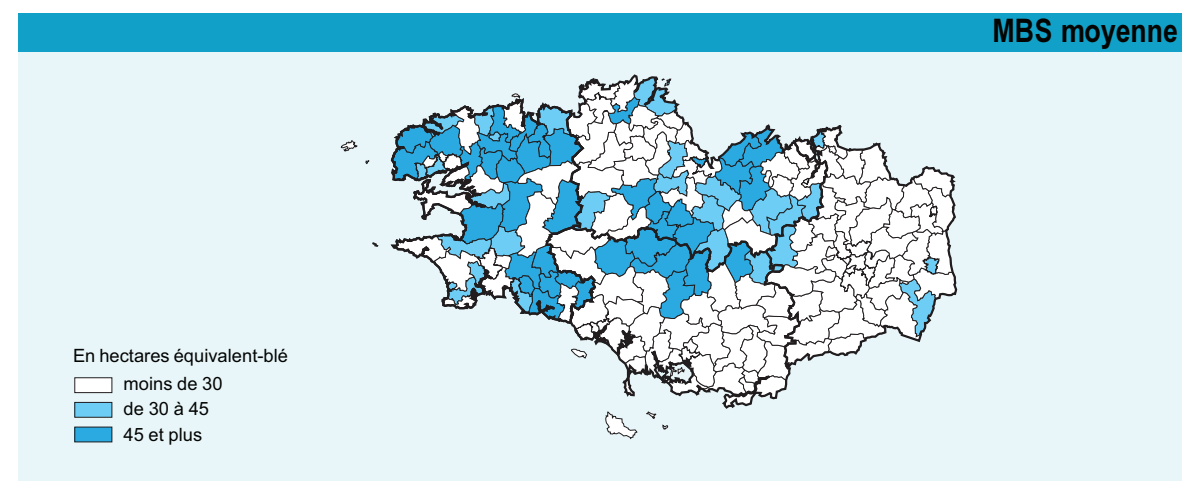 MBS moyenne
En hectares équivalent-blé
moins de 30
de 30 à 45
45 et plus